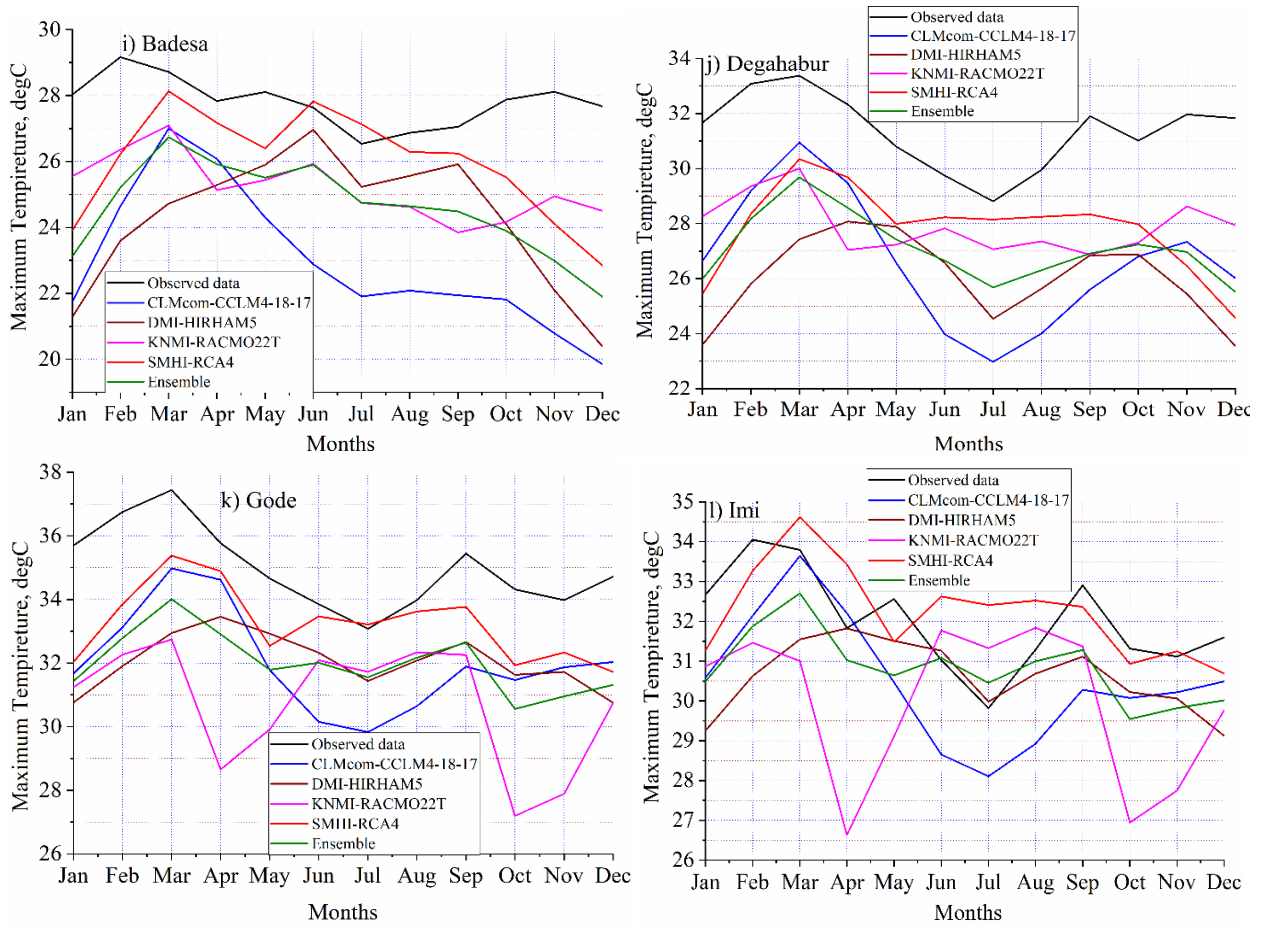 i) Badesa
Maximum Tempireture, degC
30
28
26
24
22
20
Observed data
CLMcom-CCLM4-18-17
DMI-HIRHAM5
KNMI-RACMO22T
SMHI-RCA4
Ensemble
Jan Feb Mar Apr May Jun Jul Aug Sep Oct Nov Dec
Months
j) Degahabur
Maximum Tempireture, degC
34
32
30
28
26
24
22
Observed data
CLMcom-CCLM4-18-17
DMI-HIRHAM5
KNMI-RACMO22T
SMHI-RCA4
Ensemble
Jan Feb Mar Apr May Jun Jul Aug Sep Oct Nov Dec
Months
k) Gode
Maximum Tempireture, degC
38
36
34
32
30
28
26
Observed data
CLMcom-CCLM4-18-17
DMI-HIRHAM5
KNMI-RACMO22T
SMHI-RCA4
Ensemble
Jan Feb Mar Apr May Jun Jul Aug Sep Oct Nov Dec
Months
l) Imi
Maximum Tempireture, degC
35
34
33
32
31
30
29
28
27
26
Observed data
CLMcom-CCLM4-18-17
DMI-HIRHAM5
KNMI-RACMO22T
SMHI-RCA4
Ensemble
Jan Feb Mar Apr May Jun Jul Aug Sep Oct Nov Dec
Months